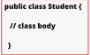 public class Student {
// class body
}